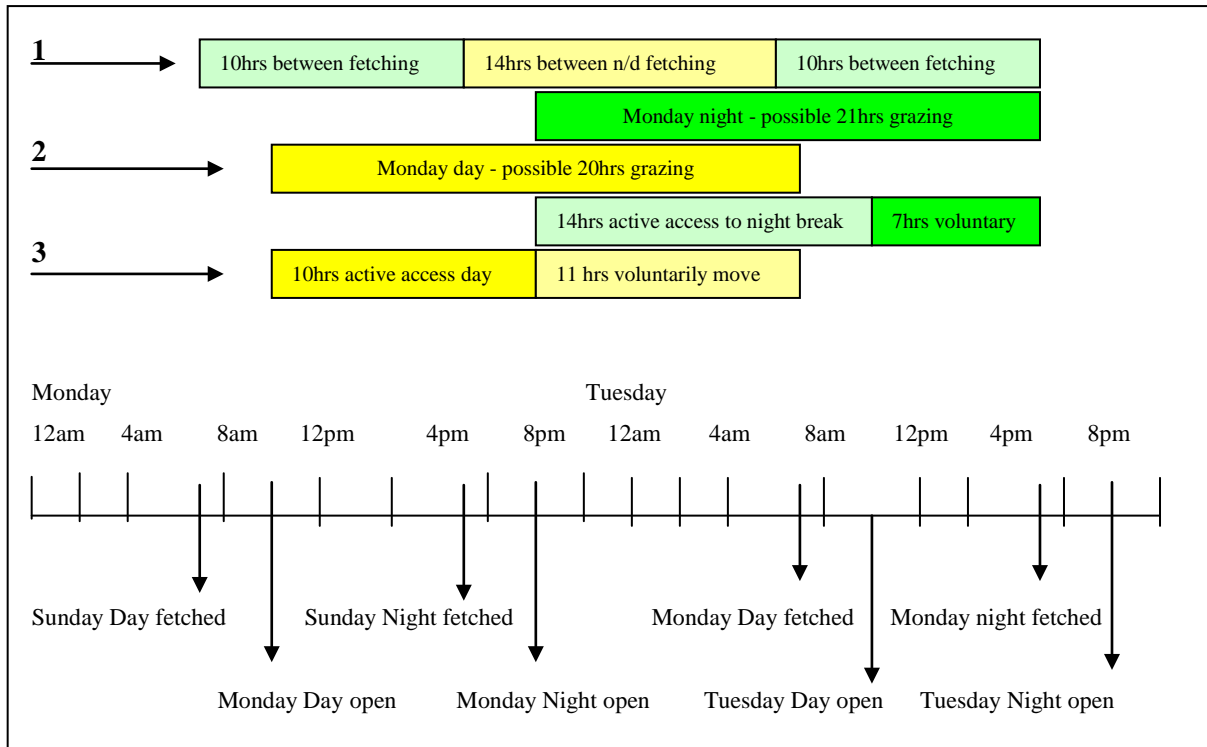 1
10hrs between fetching 14hrs between n/d fetching 10hrs between fetching
Monday night - possible 21hrs grazing
2
Monday day - possible 20hrs grazing
14hrs active access to night break 7hrs voluntary
3
10hrs active access day 11 hrs voluntarily move
Monday Tuesday
12am 4am 8am 12pm 4pm 8pm 12am 4am 8am 12pm 4pm 8pm
Sunday Day fetched Sunday Night fetched Monday Day fetched Monday night fetched
Monday Day open Monday Night open Tuesday Day open Tuesday Night open